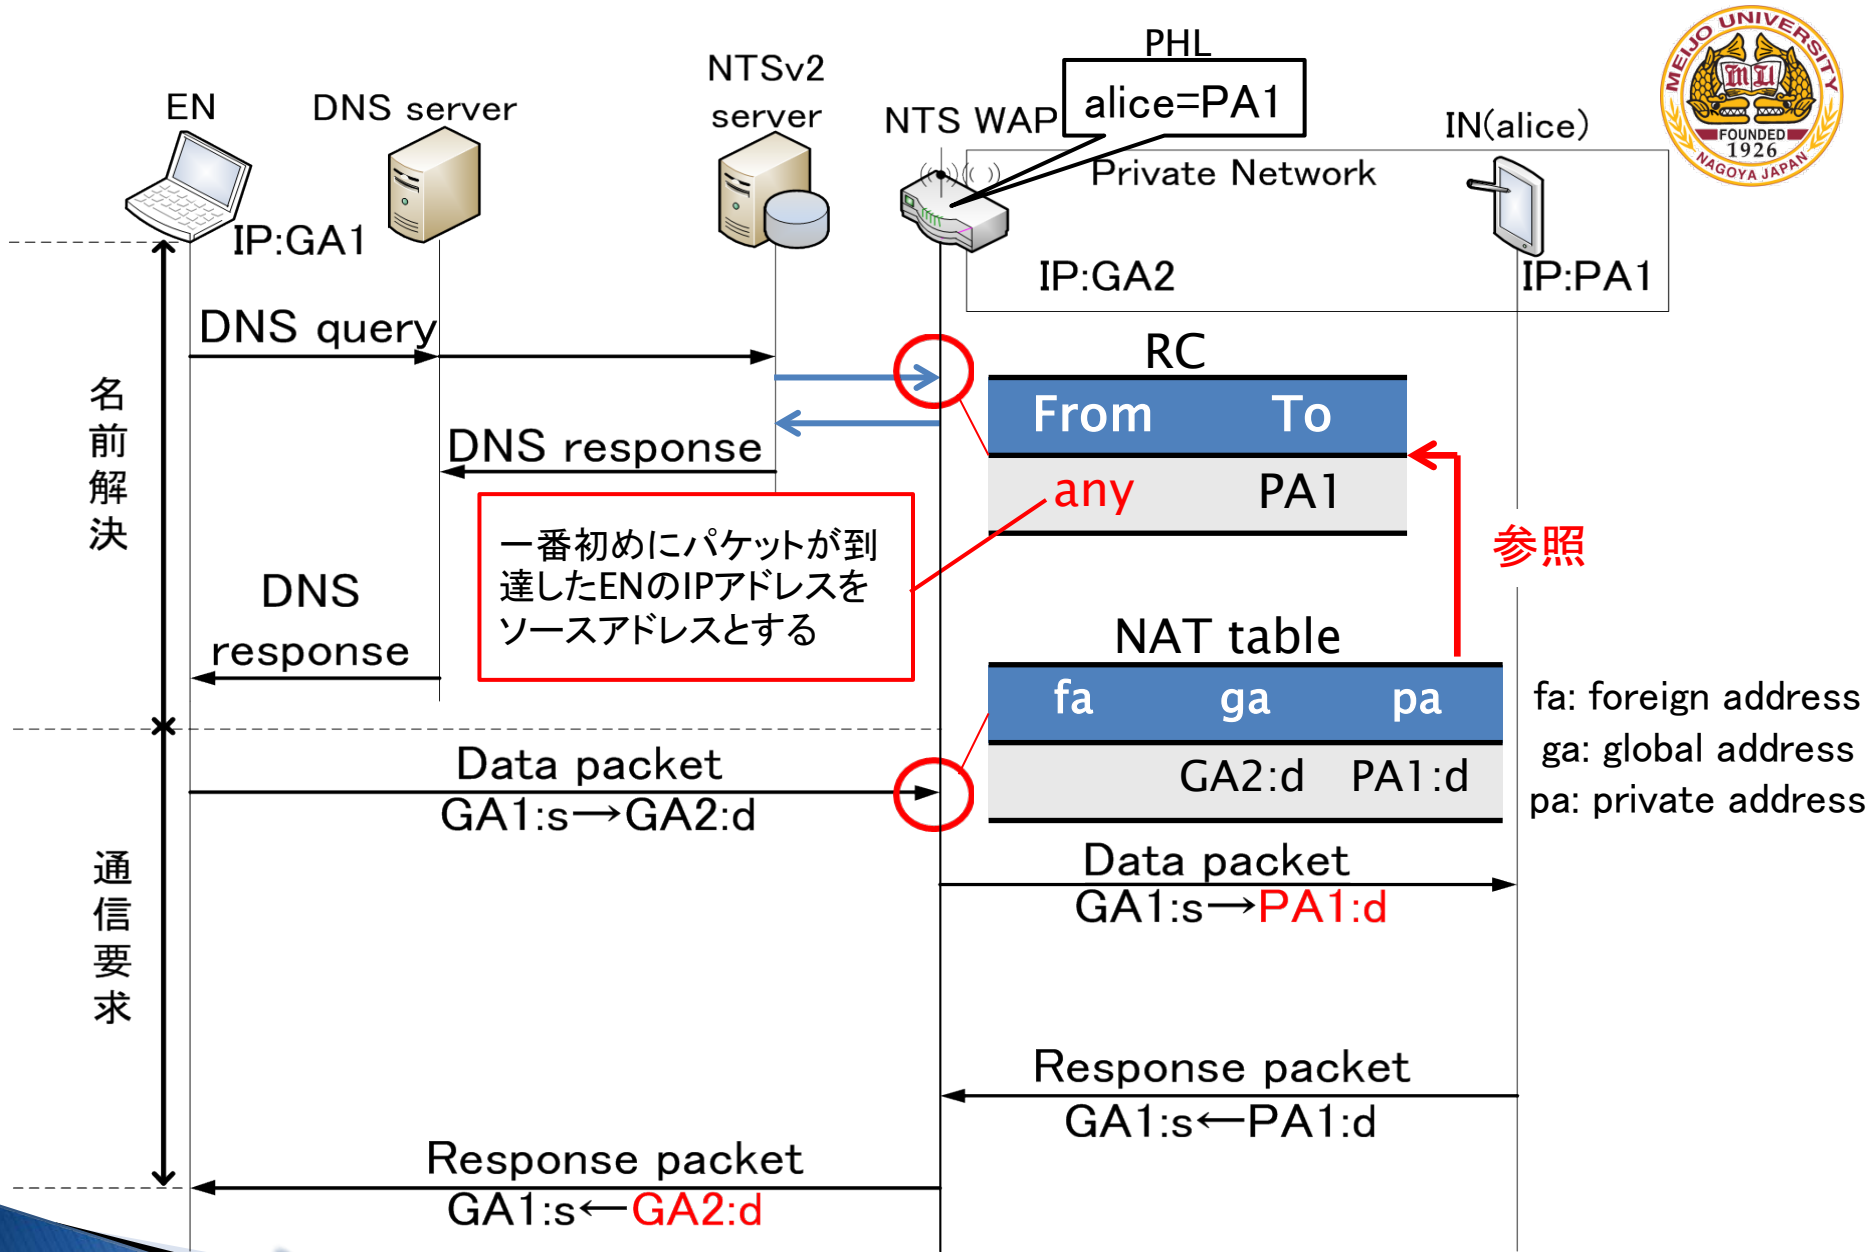 PHL
alice=PA1
EN
DNS server
NTSv2
server
NTS WAP
IN(alice)
MEIJO UNIVERSITY
FOUNDED
1926
NAGOYA JAPAN
Private Network
IP:GA1
IP:GA2
IP:PA1
名前解決
DNS query
RC
From To
any PA1
DNS response
一番初めにパケットが到
達したENのIPアドレスを
ソースアドレスとする
参照
DNS
response
NAT table
fa ga pa
GA2:d PA1:d
fa: foreign address
ga: global address
pa: private address
通信要求
Data packet
GA1:s→GA2:d
Data packet
GA1:s→PA1:d
Response packet
GA1:s←PA1:d
Response packet
GA1:s←GA2:d